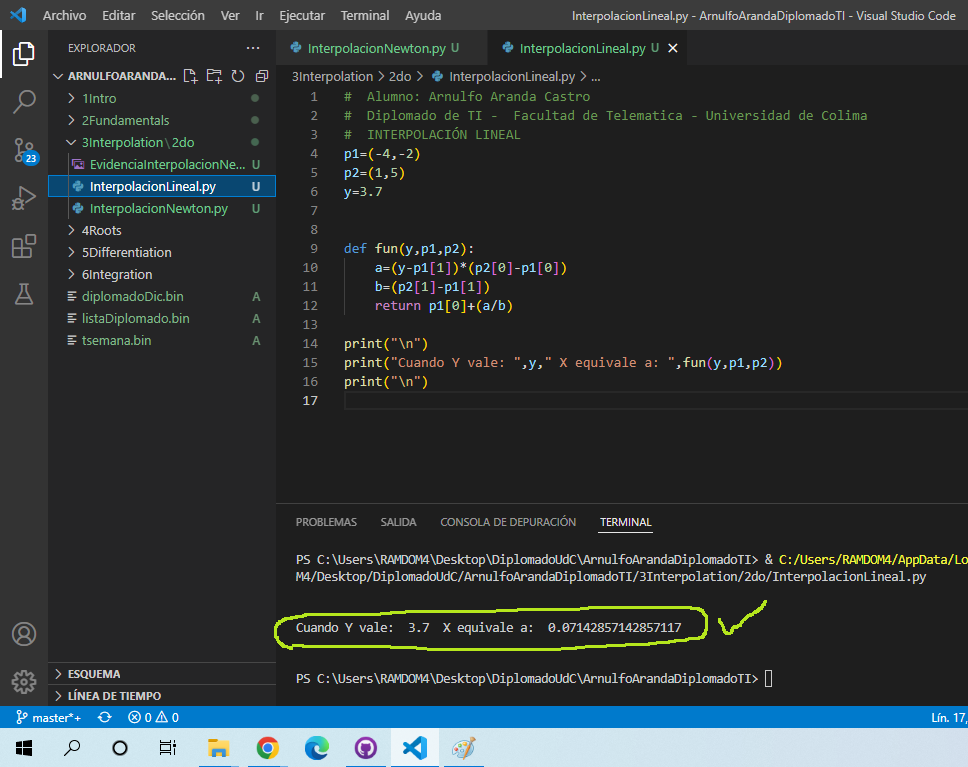 Archivo Editar Selección Ver Ir Ejecutar Terminal Ayuda InterpolacionLineal.py - ArnulfoArandaDiplomadoTI - Visual Studio Code
EXPLORADOR ...
ARNULFOARANDA...
1Intro
2Fundamentals
3Interpolation\2do
EvidenciaInterpolacionNe... U
InterpolacionLineal.py U
InterpolacionNewton.py U
4Roots
5Differentiation
6Integration
diplomadoDic.bin A
listaDiplomado.bin A
tsemana.bin A
23
ESQUEMA
LÍNEA DE TIEMPO
InterpolacionNewton.py U InterpolacionLineal.py U
3Interpolation > 2do > InterpolacionLineal.py > ...
1 # Alumno: Arnulfo Aranda Castro
2 # Diplomado de TI - Facultad de Telematica - Universidad de Colima
3 # INTERPOLACIÓN LINEAL
4 p1=(-4,-2)
5 p2=(1,5)
6 y=3.7
7
8
9 def fun(y,p1,p2):
10     a=(y-p1[1])*(p2[0]-p1[0])
11     b=(p2[1]-p1[1])
12     return p1[0]+(a/b)
13
14 print("\n")
15 print("Cuando Y vale: ",y," X equivale a: ",fun(y,p1,p2))
16 print("\n")
17
PROBLEMAS SALIDA CONSOLA DE DEPURACIÓN TERMINAL
PS C:\Users\RAMDOM4\Desktop\DiplomadoUdC\ArnulfoArandaDiplomadoTI> & C:/Users/RAMDOM4/AppData/Lo
M4/Desktop/DiplomadoUdC/ArnulfoArandaDiplomadoTI/3Interpolation/2do/InterpolacionLineal.py
Cuando Y vale:  3.7  X equivale a:  0.07142857142857117
PS C:\Users\RAMDOM4\Desktop\DiplomadoUdC\ArnulfoArandaDiplomadoTI>
master*+ 0 0 Lín. 17,